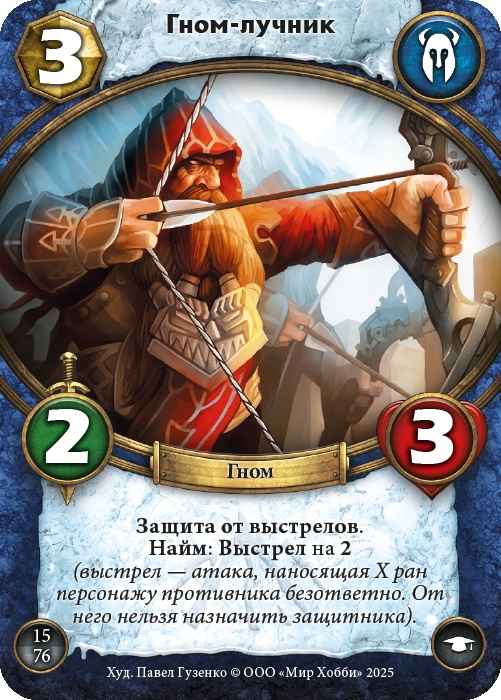 Гном-лучник
3
2
3
Гном
Защита от выстрелов.
Найм: Выстрел на 2
(выстрел — атака, наносящая X ран
персонажу противника безответно. От
него нельзя назначить защитника).
15
76
Худ. Павел Гузенко © ООО «Мир Хобби» 2025